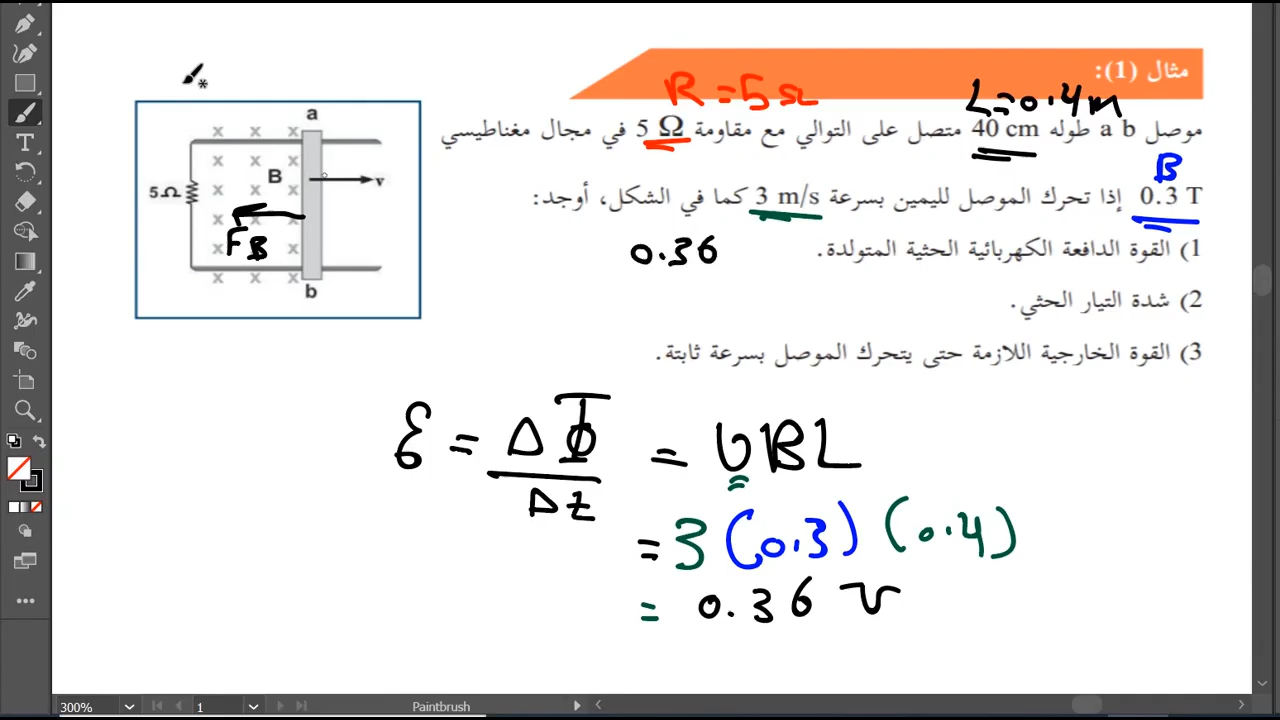 مثال (1):
R = 5 Ω
L = 0.4 m
موصل a b طوله 40 cm متصل على التوالي مع مقاومة 5 Ω في مجال مغناطيسي
B
0.3 T إذا تحرك الموصل لليمين بسرعة 3 m/s كما في الشكل، أوجد:
1) القوة الدافعة الكهربائية الحثية المتولدة.
0.36
2) شدة التيار الحثي.
3) القوة الخارجية اللازمة حتى يتحرك الموصل بسرعة ثابتة.
a
x x x
x x x
B
5Ω x x x
v
x x x
FB
x x x
x x x
b
ε = ΔΦ / Δt = υBL
= 3 (0.3) (0.4)
= 0.36 V
300%
1
Paintbrush